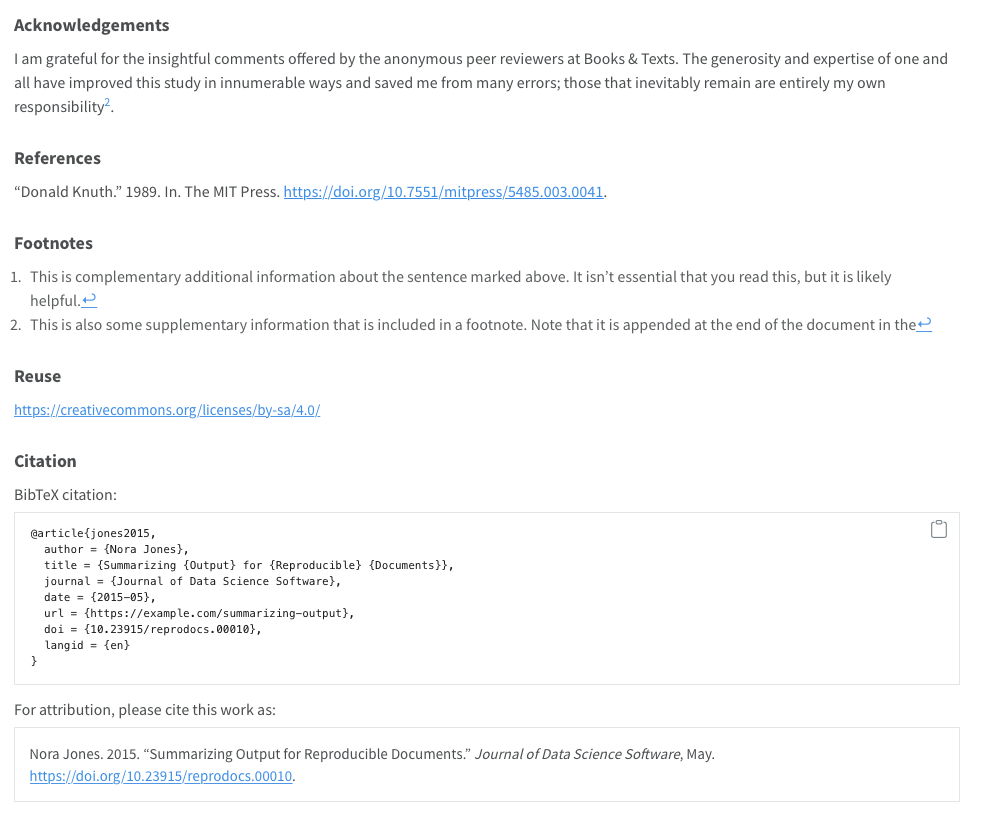 Acknowledgements
I am grateful for the insightful comments offered by the anonymous peer reviewers at Books & Texts. The generosity and expertise of one and
all have improved this study in innumerable ways and saved me from many errors; those that inevitably remain are entirely my own
responsibility2.
References
“Donald Knuth.” 1989. In. The MIT Press. https://doi.org/10.7551/mitpress/5485.003.0041.
Footnotes
1. This is complementary additional information about the sentence marked above. It isn’t essential that you read this, but it is likely
helpful.↩
2. This is also some supplementary information that is included in a footnote. Note that it is appended at the end of the document in the↩
Reuse
https://creativecommons.org/licenses/by-sa/4.0/
Citation
BibTeX citation:
@article{jones2015,
  author = {Nora Jones},
  title = {Summarizing {Output} for {Reproducible} {Documents}},
  journal = {Journal of Data Science Software},
  date = {2015-05},
  url = {https://example.com/summarizing-output},
  doi = {10.23915/reprodocs.00010},
  langid = {en}
}
For attribution, please cite this work as:
Nora Jones. 2015. “Summarizing Output for Reproducible Documents.” Journal of Data Science Software, May.
https://doi.org/10.23915/reprodocs.00010.